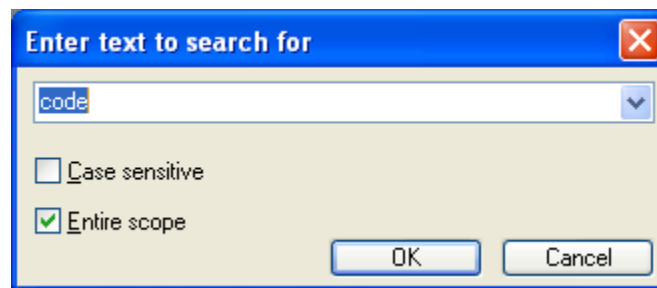 Enter text to search for
code
Case sensitive
Entire scope
OK Cancel